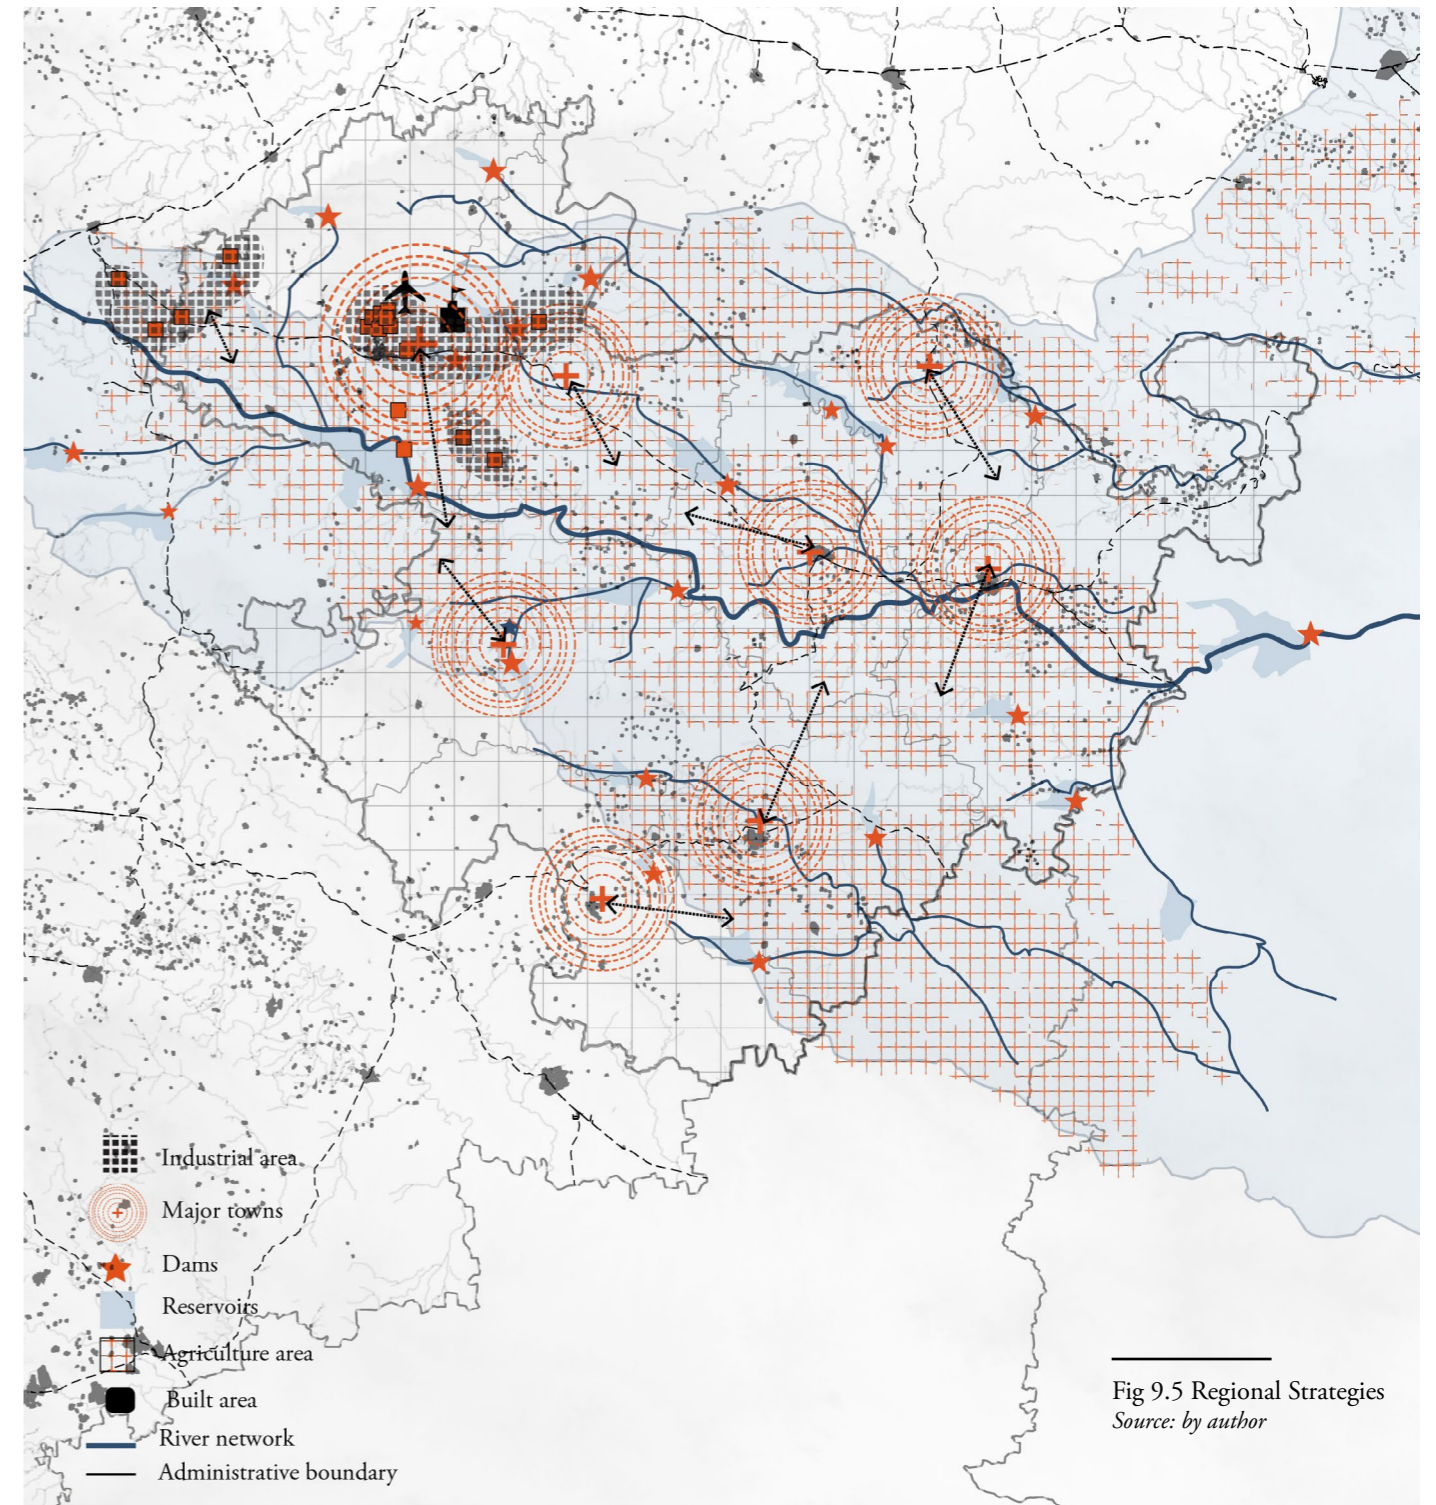 Industrial area
Major towns
Dams
Reservoirs
Agriculture area
Built area
River network
Administrative boundary
Fig 9.5 Regional Strategies
Source: by author